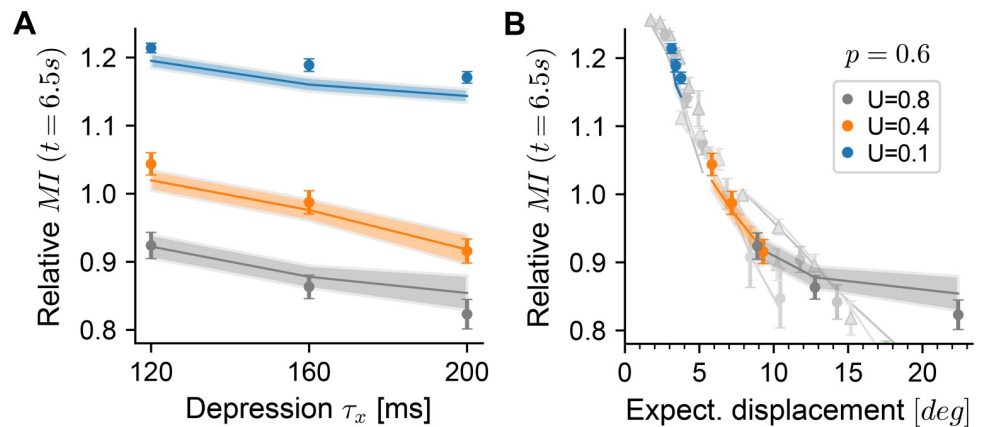 A
Relative MI (t = 6.5s)
1.2
1.1
1.0
0.9
0.8
120
160
200
Depression τx [ms]
B
Relative MI (t = 6.5s)
1.2
1.1
1.0
0.9
0.8
p = 0.6
U=0.8
U=0.4
U=0.1
0
5
10
15
20
Expect. displacement [deg]